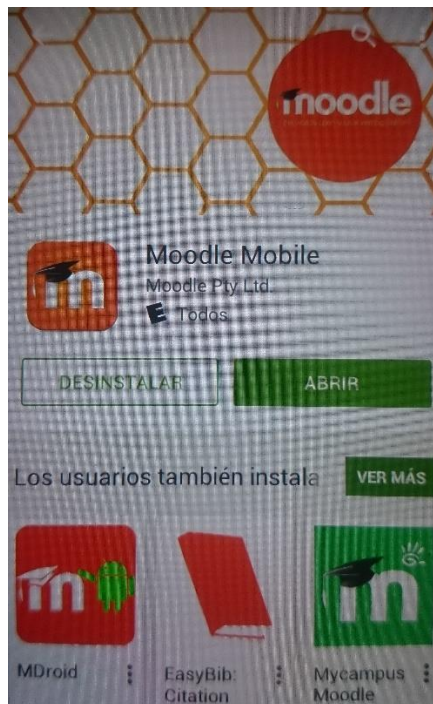 moodle
m
Moodle Mobile
Moodle Pty Ltd.
E Todos
DESINSTALAR
ABRIR
Los usuarios también instala
VER MÁS
m
m
MDroid
EasyBib:
Citation
Mycampus
Moodle